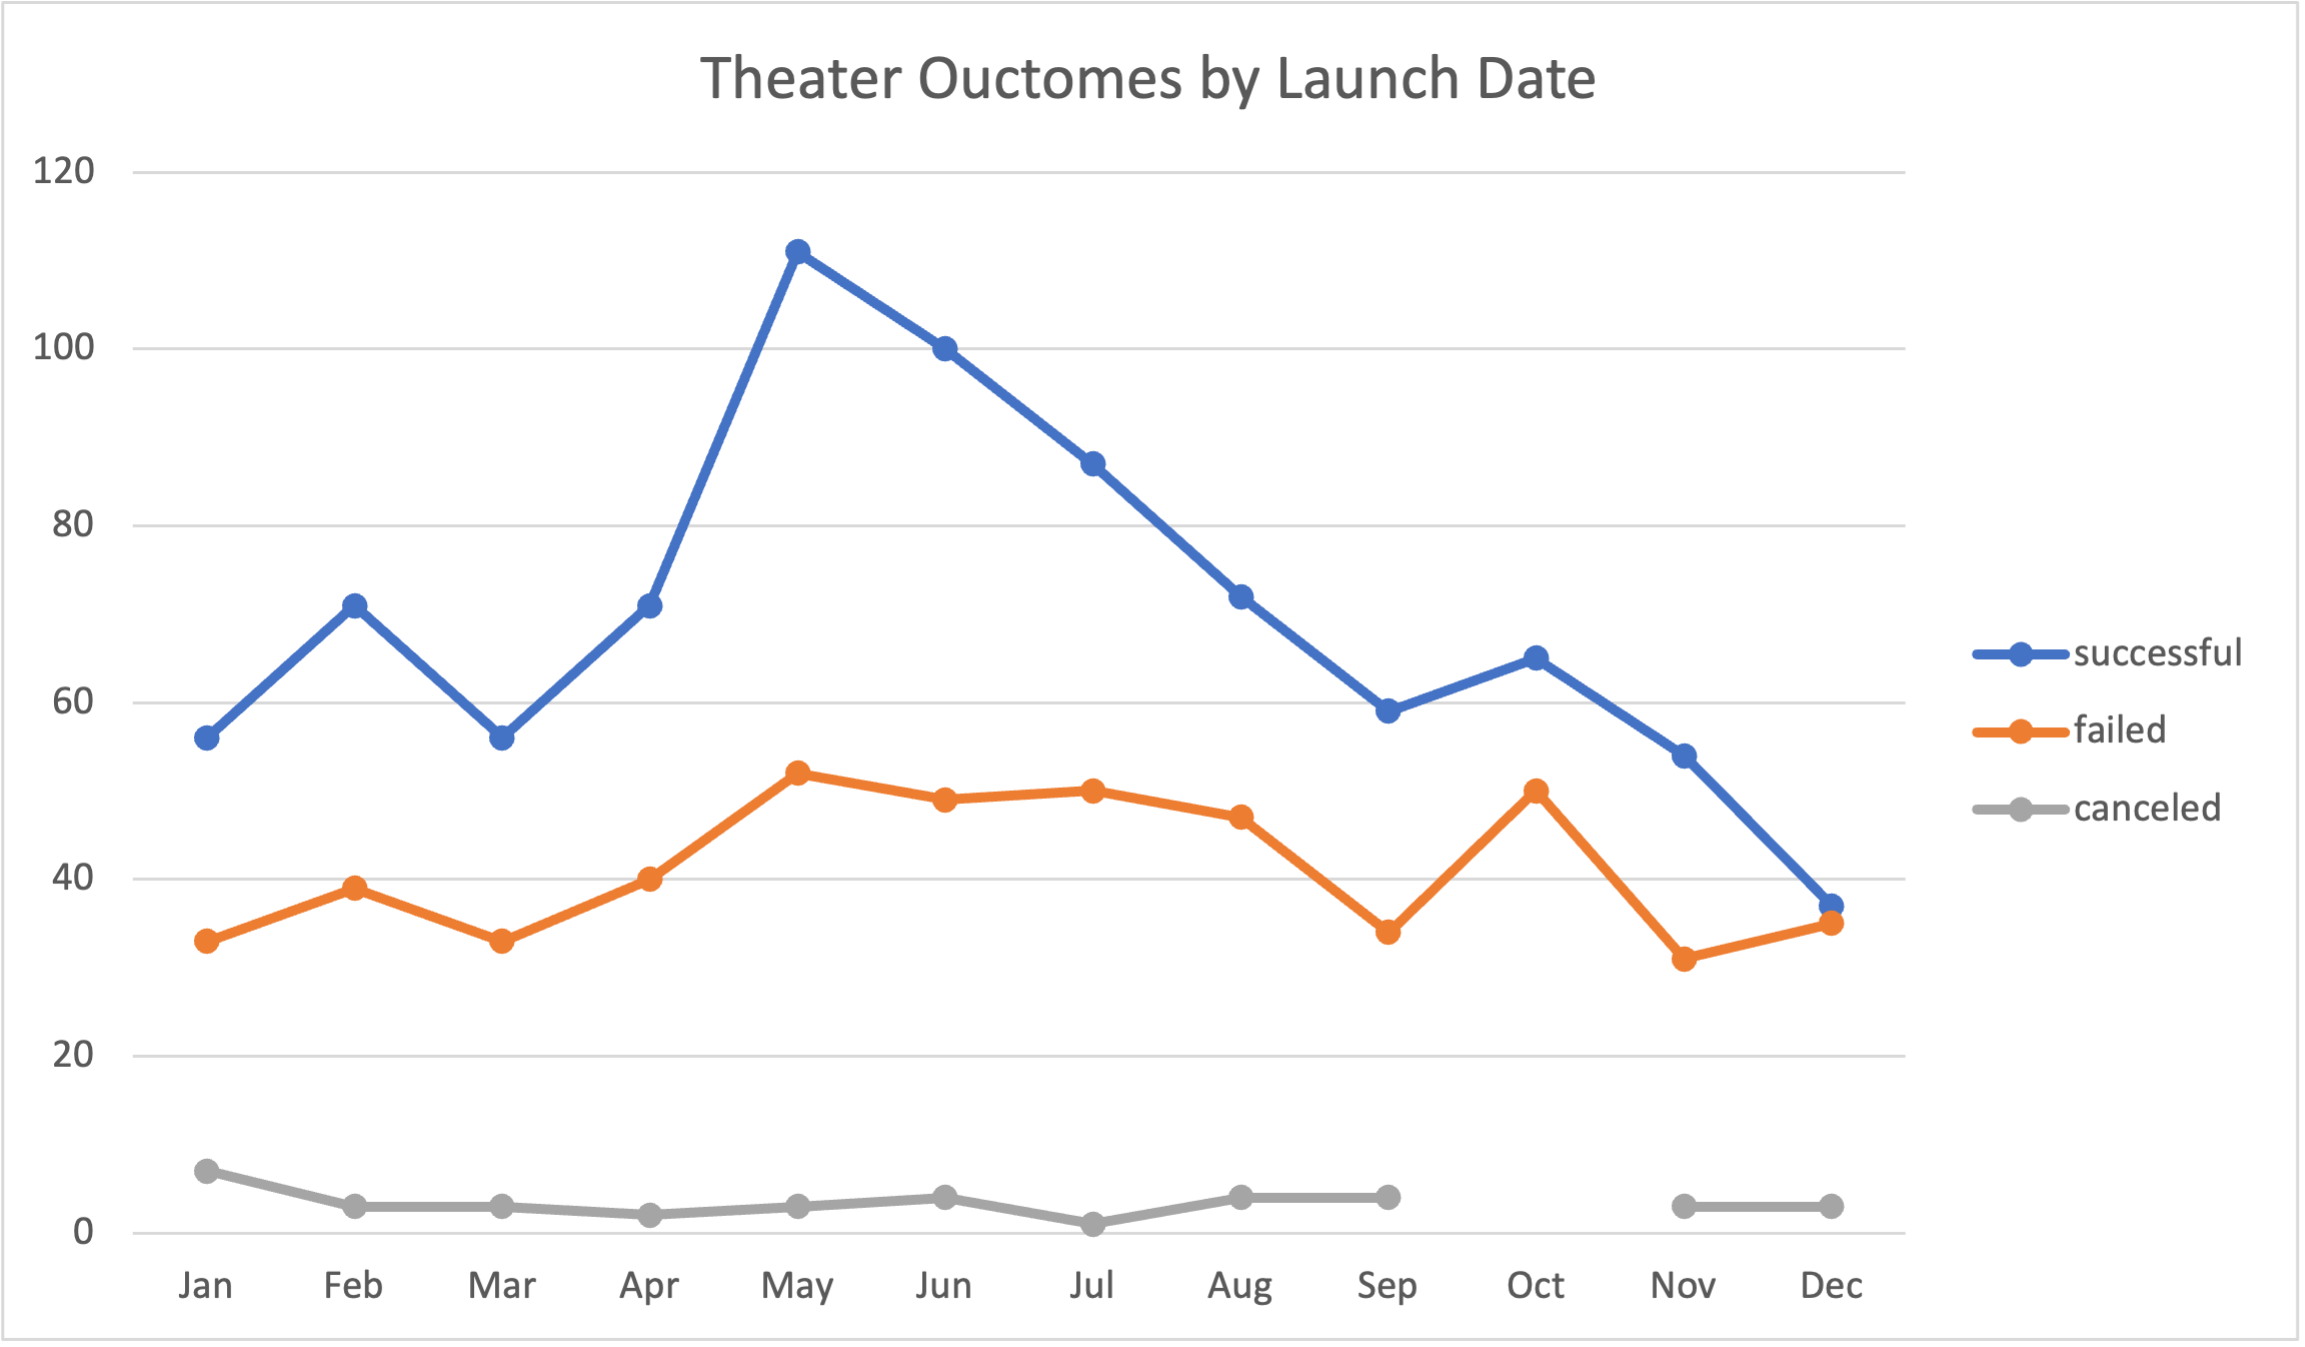 Theater Ouctomes by Launch Date
120
100
80
60
40
20
0
Jan Feb Mar Apr May Jun Jul Aug Sep Oct Nov Dec
successful
failed
canceled